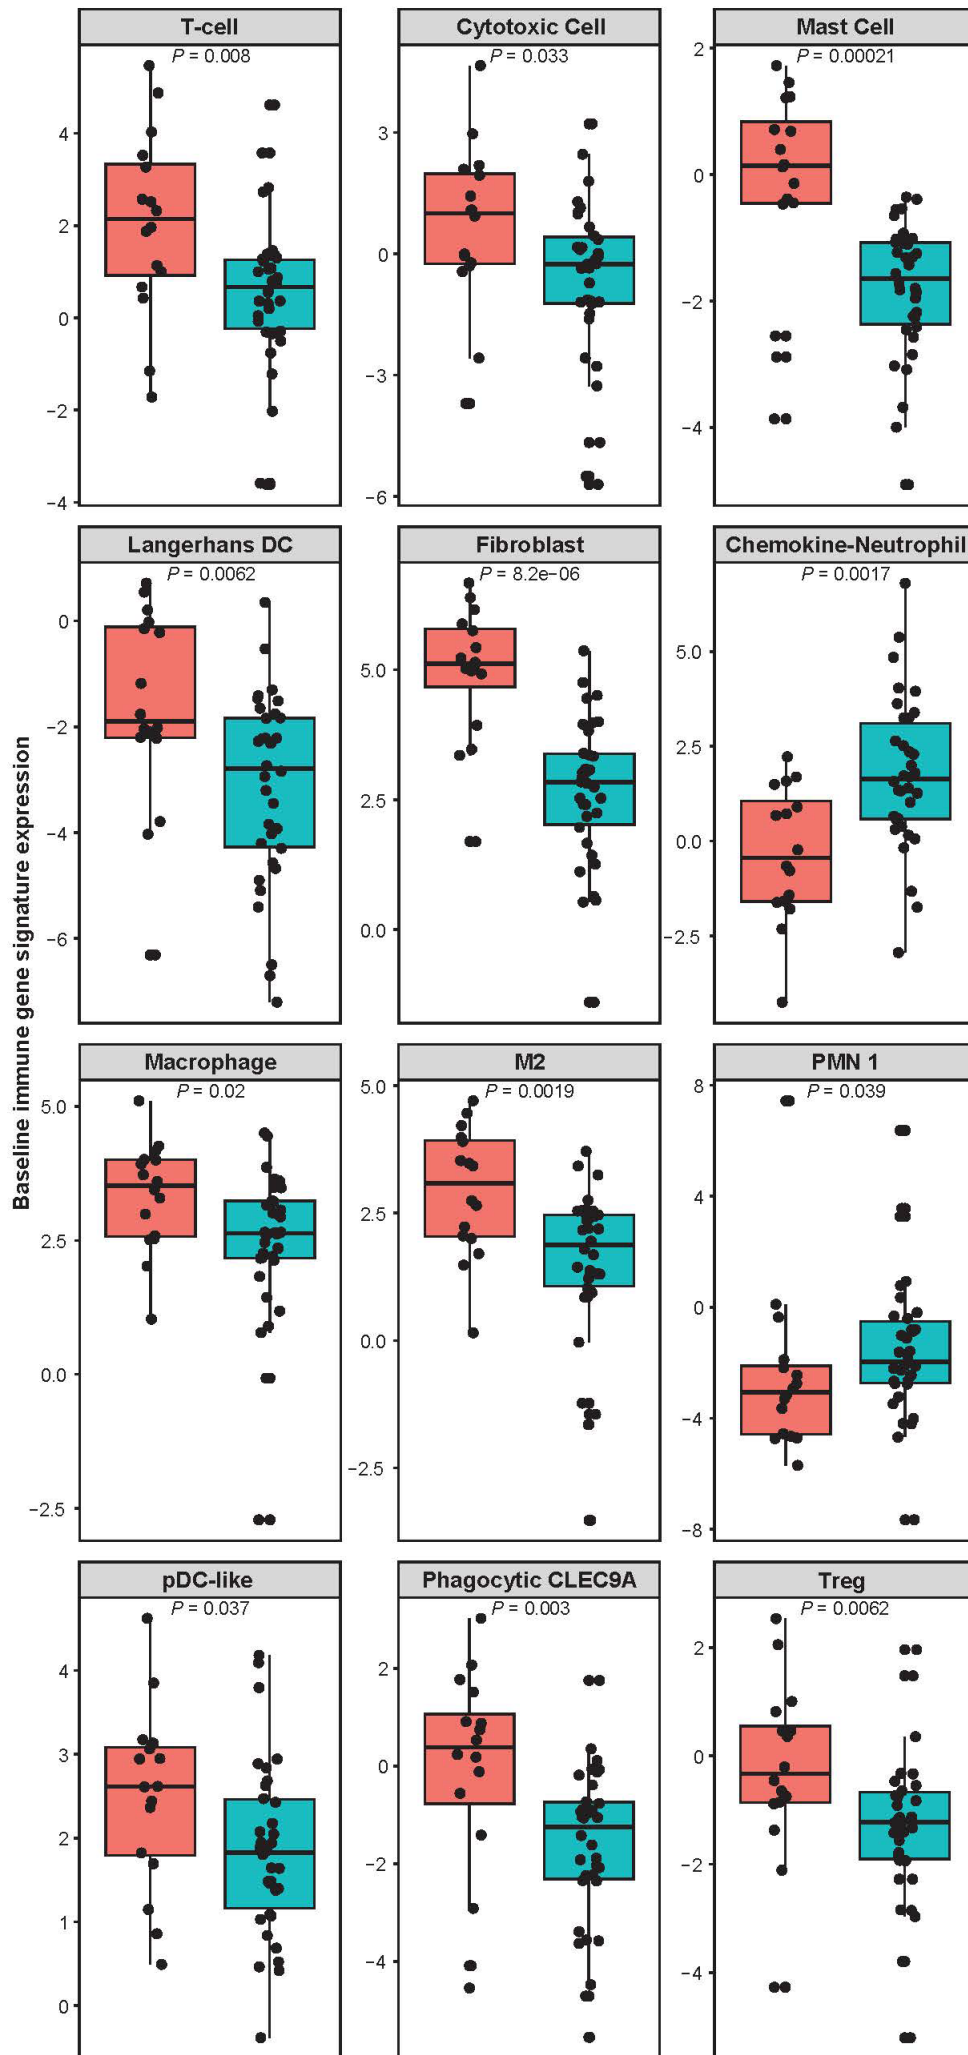 T-cell
Cytotoxic Cell
Mast Cell
P = 0.008
P = 0.033
P = 0.00021
4
2
0
−2
−4
3
0
−3
−6
2
0
−2
−4
Langerhans DC
Fibroblast
Chemokine-Neutrophil
P = 0.0062
P = 8.2e−06
P = 0.0017
0
−2
−4
−6
5.0
2.5
0.0
5.0
2.5
0.0
−2.5
Baseline immune gene signature expression
Macrophage
M2
PMN 1
P = 0.02
P = 0.0019
P = 0.039
5.0
2.5
0.0
−2.5
5.0
2.5
0.0
−2.5
8
4
0
−4
−8
pDC-like
Phagocytic CLEC9A
Treg
P = 0.037
P = 0.003
P = 0.0062
4
3
2
1
0
2
0
−2
−4
2
0
−2
−4